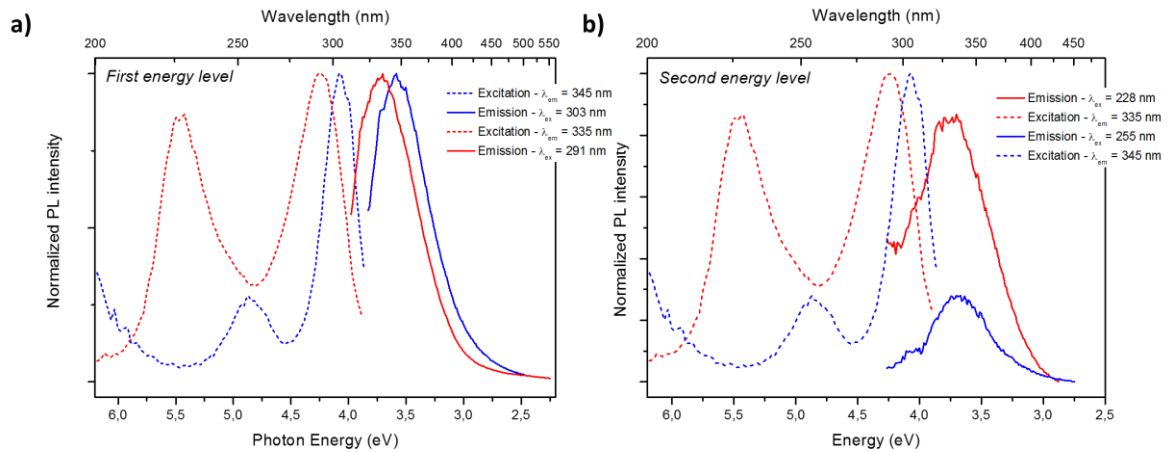 a)
Wavelength (nm)
200 250 300 350 400 450 500 550
First energy level
Excitation - λem = 345 nm
Emission - λex = 303 nm
Excitation - λem = 335 nm
Emission - λex = 291 nm
Normalized PL intensity
6,0 5,5 5,0 4,5 4,0 3,5 3,0 2,5
Photon Energy (eV)
b)
Wavelength (nm)
200 250 300 350 400 450
Second energy level
Emission - λex = 228 nm
Excitation - λem = 335 nm
Emission - λex = 255 nm
Excitation - λem = 345 nm
Normalized PL intensity
6,0 5,5 5,0 4,5 4,0 3,5 3,0 2,5
Energy (eV)